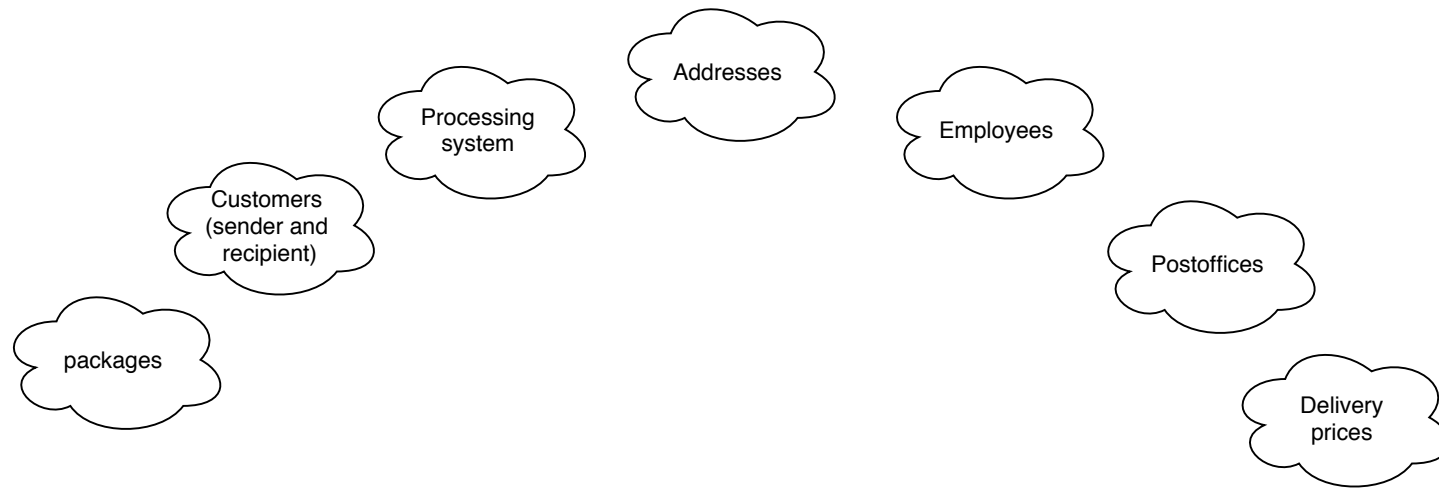 packages
Customers
(sender and
recipient)
Processing
system
Addresses
Employees
Postoffices
Delivery
prices